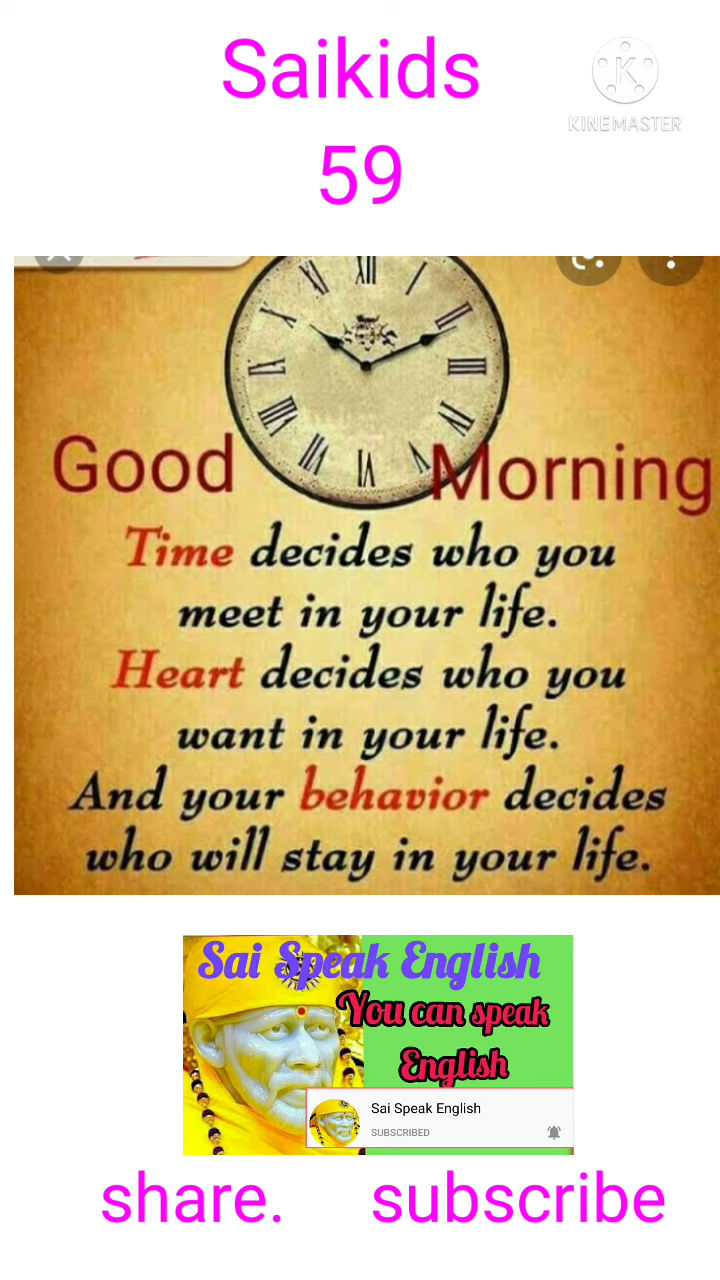 Saikids
59
KINEMASTER
XII
Good Morning
Time decides who you
meet in your life.
Heart decides who you
want in your life.
And your behavior decides
who will stay in your life.
Sai Speak English
You can speak
English
Sai Speak English
SUBSCRIBED
share. subscribe